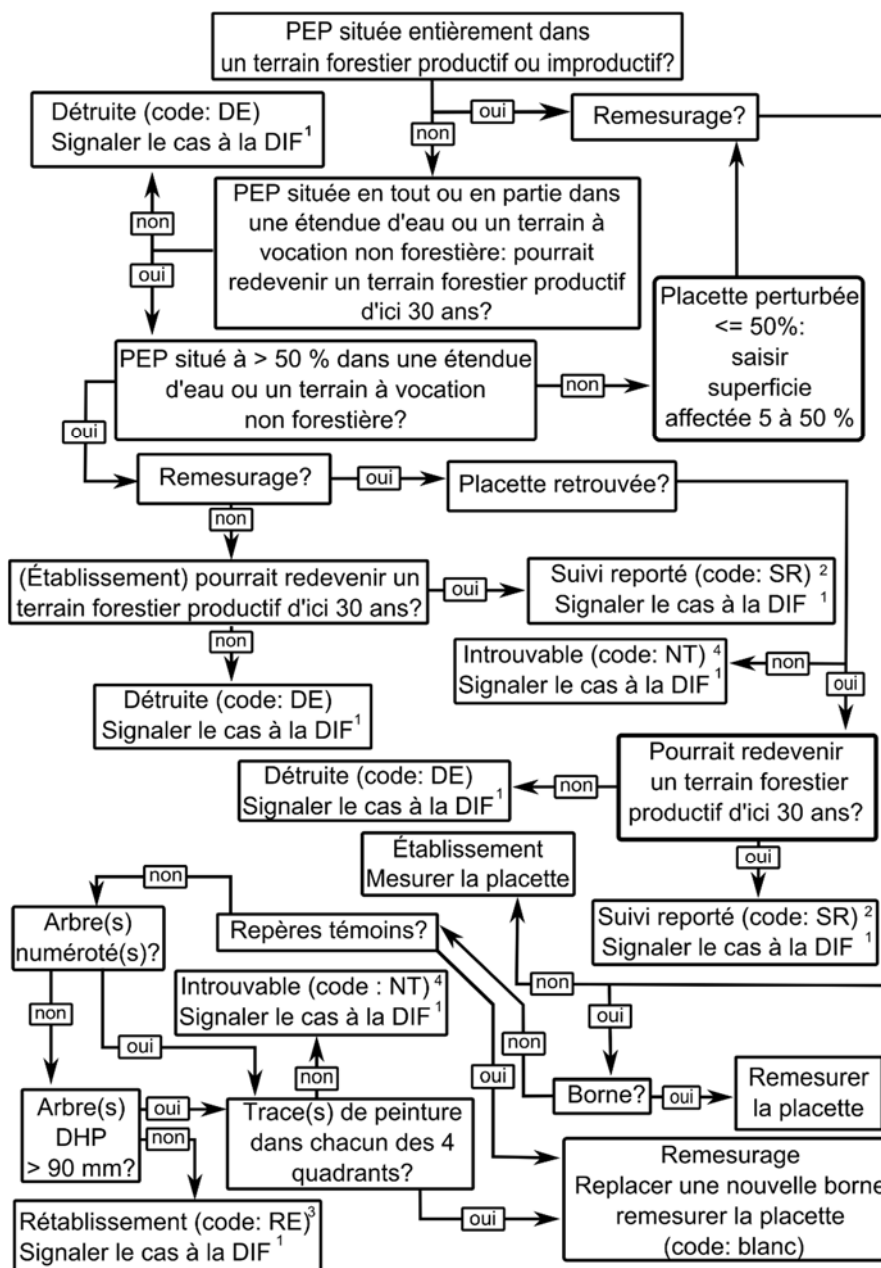 PEP située entièrement dans
un terrain forestier productif ou improductif?
Détruite (code: DE)
Signaler le cas à la DIF 1
oui
Remesurage?
non
non
PEP située en tout ou en partie dans
une étendue d'eau ou un terrain à
vocation non forestière: pourrait
redevenir un terrain forestier productif
d'ici 30 ans?
oui
Placette perturbée
<= 50%:
saisir
superficie
affectée 5 à 50 %
PEP situé à > 50 % dans une étendue
d'eau ou un terrain à vocation
non forestière?
non
oui
Remesurage?
oui
Placette retrouvée?
non
(Établissement) pourrait redevenir un
terrain forestier productif d'ici 30 ans?
oui
Suivi reporté (code: SR) 2
Signaler le cas à la DIF 1
non
Introuvable (code: NT) 4
Signaler le cas à la DIF 1
non
oui
Détruite (code: DE)
Signaler le cas à la DIF 1
Pourrait redevenir
un terrain forestier
productif d'ici 30 ans?
non
Détruite (code: DE)
Signaler le cas à la DIF 1
oui
Établissement
Mesurer la placette
non
Suivi reporté (code: SR) 2
Signaler le cas à la DIF 1
Arbre(s)
numéroté(s)?
Repères témoins?
Introuvable (code : NT) 4
Signaler le cas à la DIF 1
non
oui
non
non
oui
non
oui
Borne?
oui
Remesurer
la placette
Arbre(s)
DHP
> 90 mm?
oui
non
Trace(s) de peinture
dans chacun des 4
quadrants?
oui
Remesurage
Replacer une nouvelle borne
remesurer la placette
(code: blanc)
Rétablissement (code: RE) 3
Signaler le cas à la DIF 1